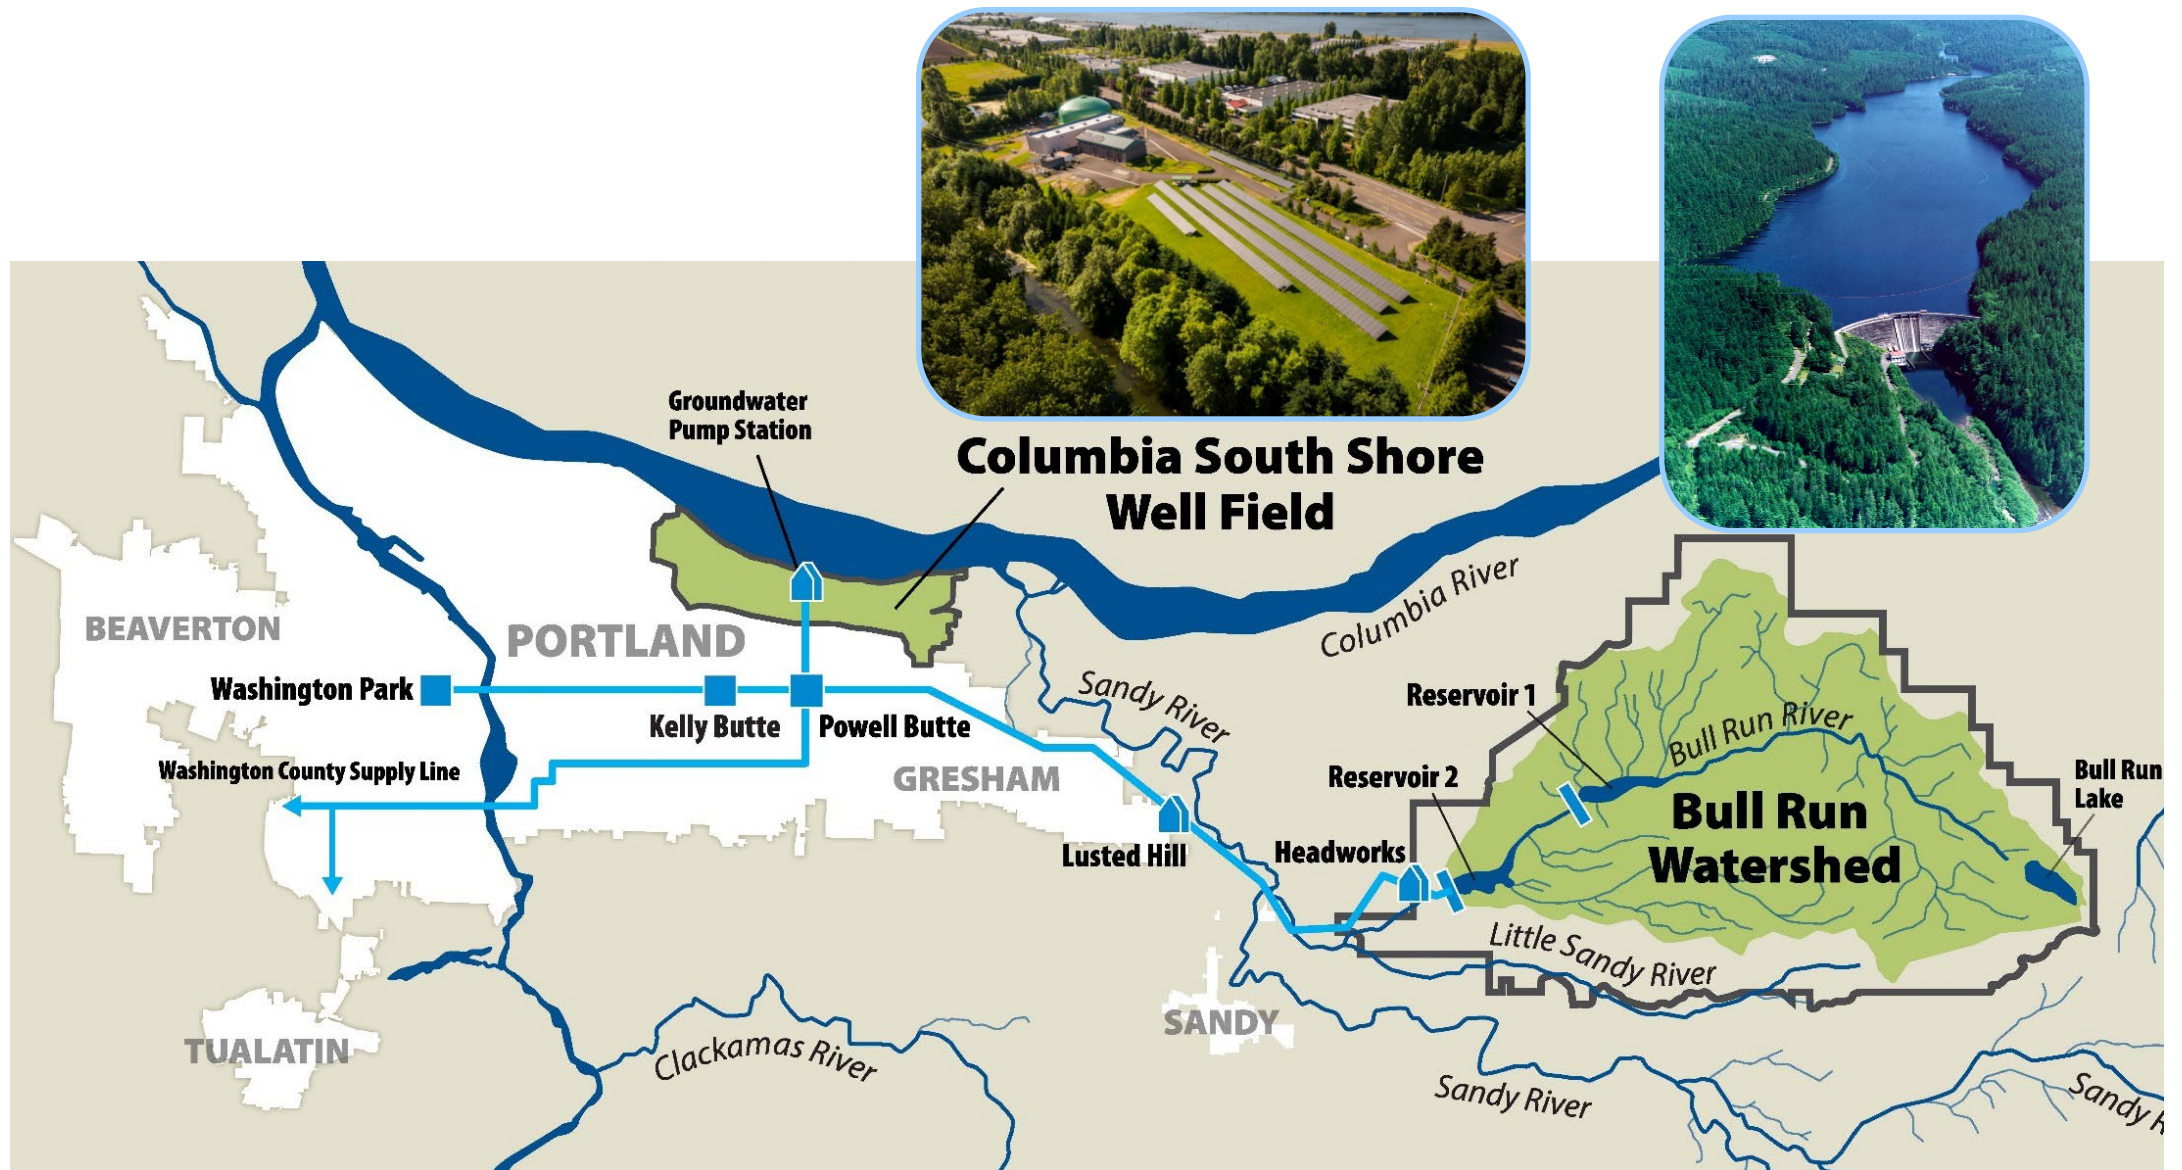 Groundwater
Pump Station
Columbia South Shore
Well Field
Columbia River
BEAVERTON
PORTLAND
Washington Park
Kelly Butte
Powell Butte
Sandy River
Washington County Supply Line
GRESHAM
Lusted Hill
Reservoir 1
Reservoir 2
Headworks
Bull Run River
Bull Run
Watershed
Bull Run
Lake
Little Sandy River
SANDY
TUALATIN
Clackamas River
Sandy River
Sandy R